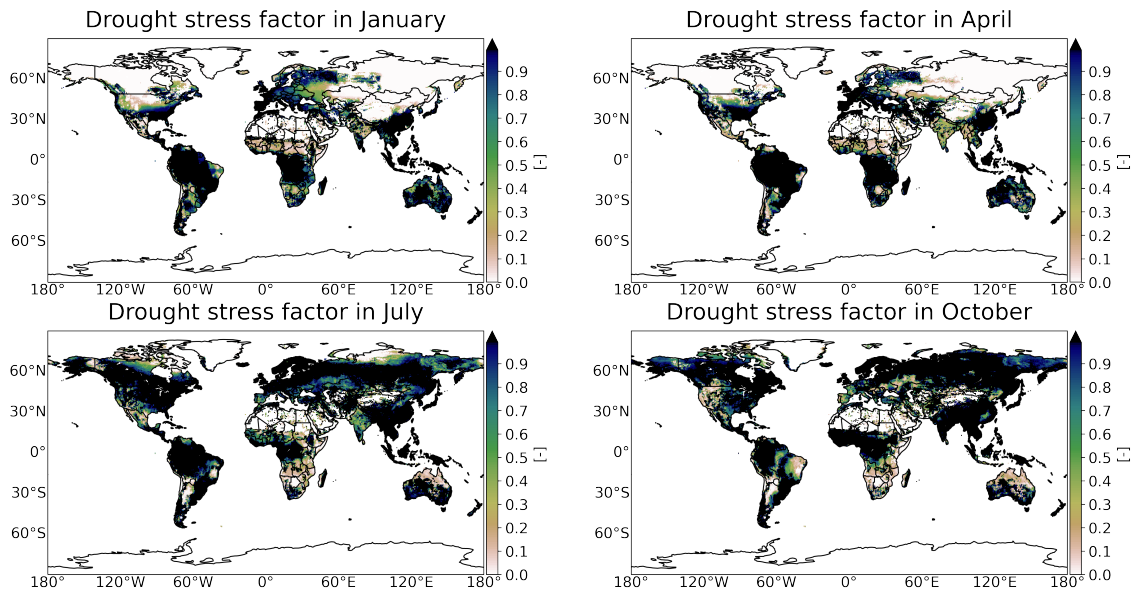 Drought stress factor in January
Drought stress factor in April
60°N
30°N
0°
30°S
60°S
180°
120°W
60°W
0°
60°E
120°E
180°
0.9
0.8
0.7
0.6
0.5
0.4
0.3
0.2
0.1
0.0
[-]
60°N
30°N
0°
30°S
60°S
180°
120°W
60°W
0°
60°E
120°E
180°
0.9
0.8
0.7
0.6
0.5
0.4
0.3
0.2
0.1
0.0
[-]
Drought stress factor in July
Drought stress factor in October
60°N
30°N
0°
30°S
60°S
180°
120°W
60°W
0°
60°E
120°E
180°
0.9
0.8
0.7
0.6
0.5
0.4
0.3
0.2
0.1
0.0
[-]
60°N
30°N
0°
30°S
60°S
180°
120°W
60°W
0°
60°E
120°E
180°
0.9
0.8
0.7
0.6
0.5
0.4
0.3
0.2
0.1
0.0
[-]